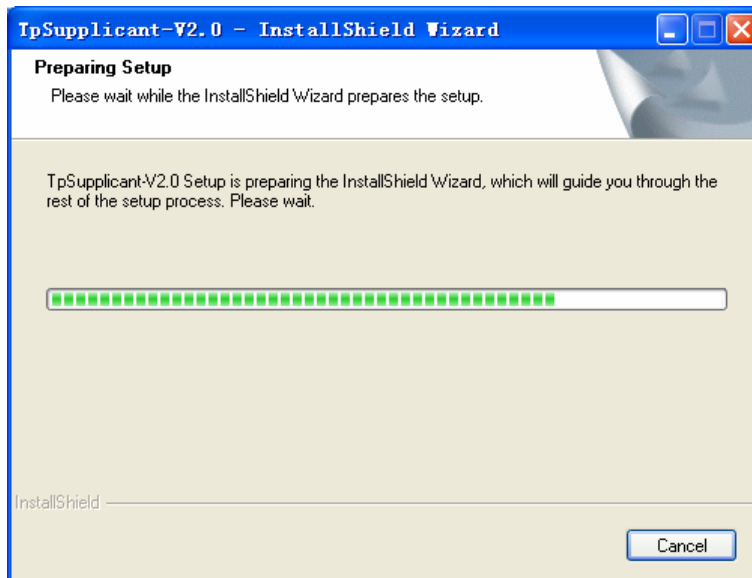 TpSupplicant-V2.0 - InstallShield Wizard
Preparing Setup
Please wait while the InstallShield Wizard prepares the setup.
TpSupplicant-V2.0 Setup is preparing the InstallShield Wizard, which will guide you through the
rest of the setup process. Please wait.
InstallShield
Cancel